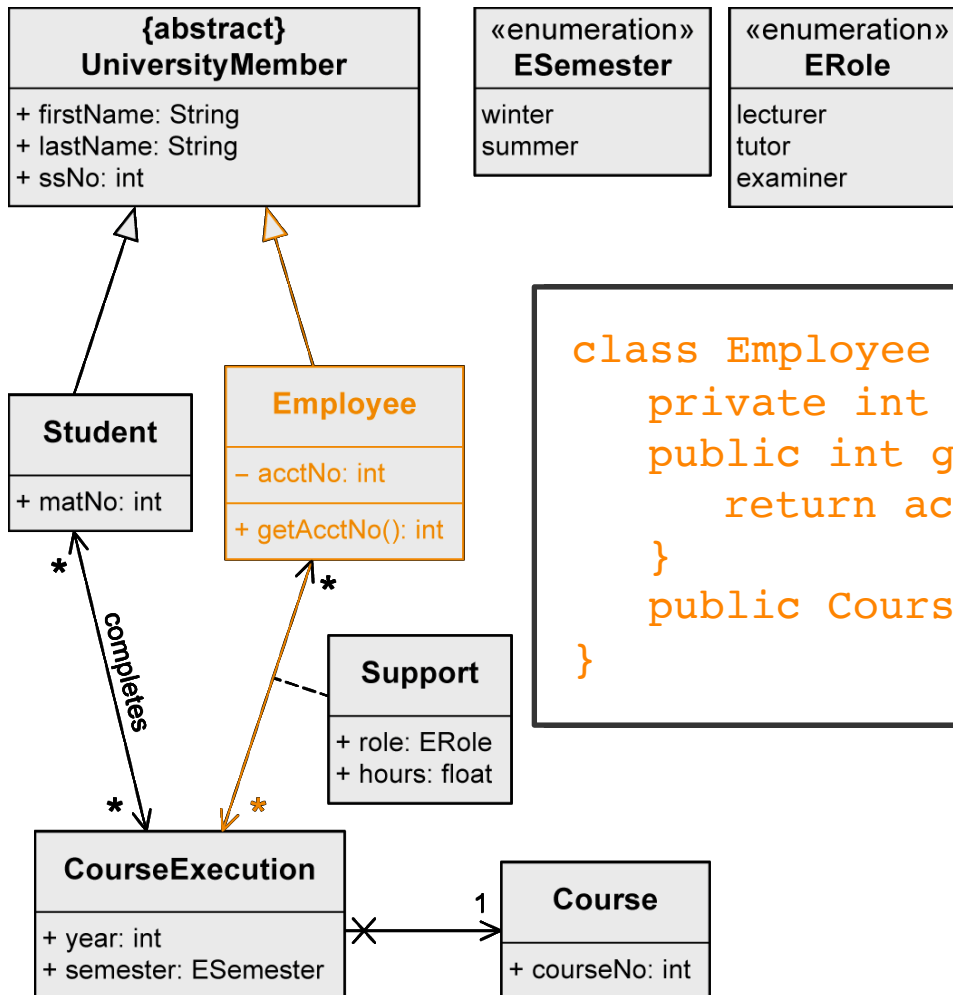 {abstract}
UniversityMember
+ firstName: String
+ lastName: String
+ ssNo: int
«enumeration»
ESemester
winter
summer
«enumeration»
ERole
lecturer
tutor
examiner
Student
+ matNo: int
Employee
– acctNo: int
+ getAcctNo(): int
class Employee
private int
public int g
return ac
}
public Cours
}
*
*
completes
Support
+ role: ERole
+ hours: float
*
*
CourseExecution
+ year: int
+ semester: ESemester
1
Course
+ courseNo: int